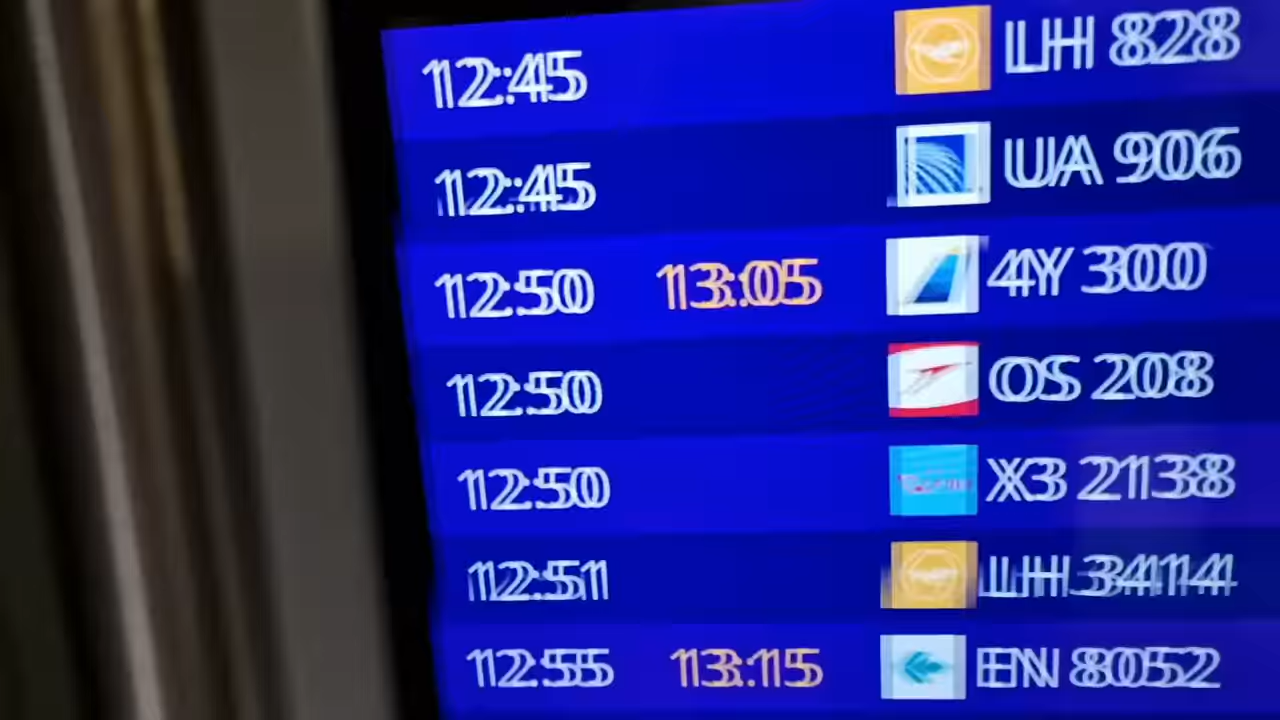 12:45 LH 828
12:45 UA 906
12:50 13:05 4Y 300
12:50 OS 208
12:50 X3 2138
12:51 LH 3414
12:55 13:15 EN 8052